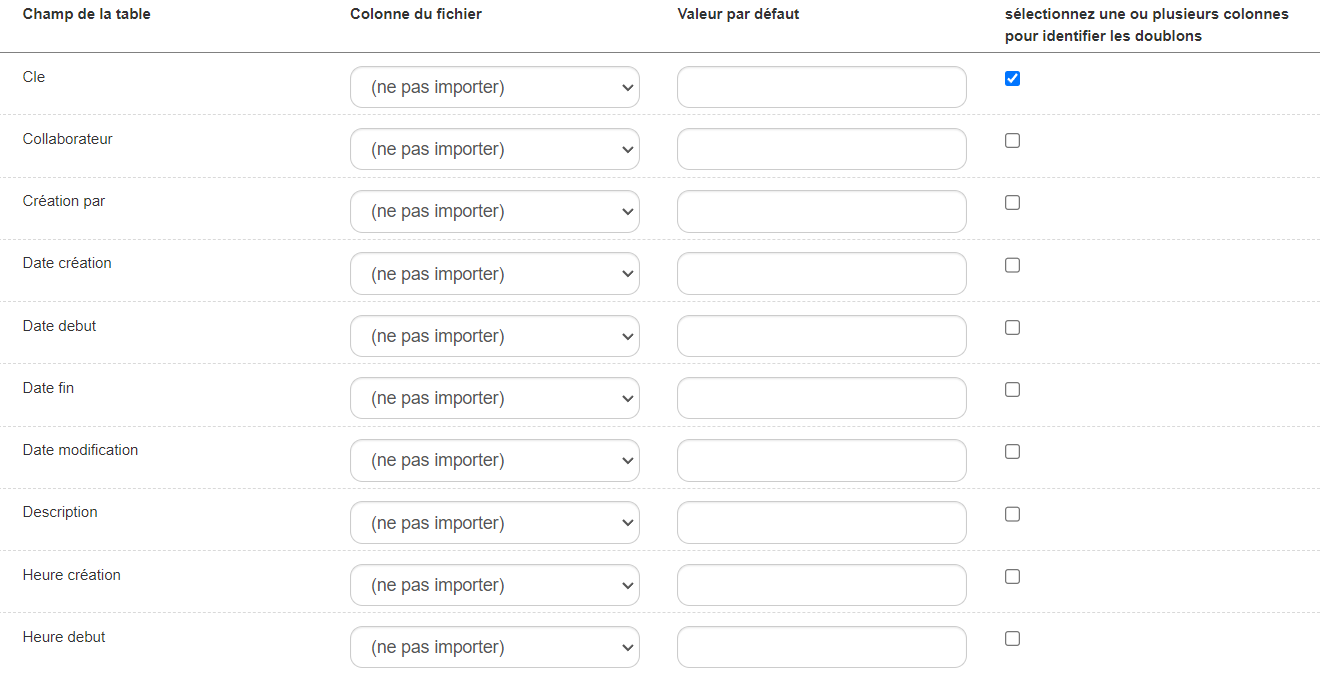 Champ de la table Colonne du fichier Valeur par défaut sélectionnez une ou plusieurs colonnes
pour identifier les doublons
Cle (ne pas importer)
Collaborateur (ne pas importer)
Création par (ne pas importer)
Date création (ne pas importer)
Date debut (ne pas importer)
Date fin (ne pas importer)
Date modification (ne pas importer)
Description (ne pas importer)
Heure création (ne pas importer)
Heure debut (ne pas importer)